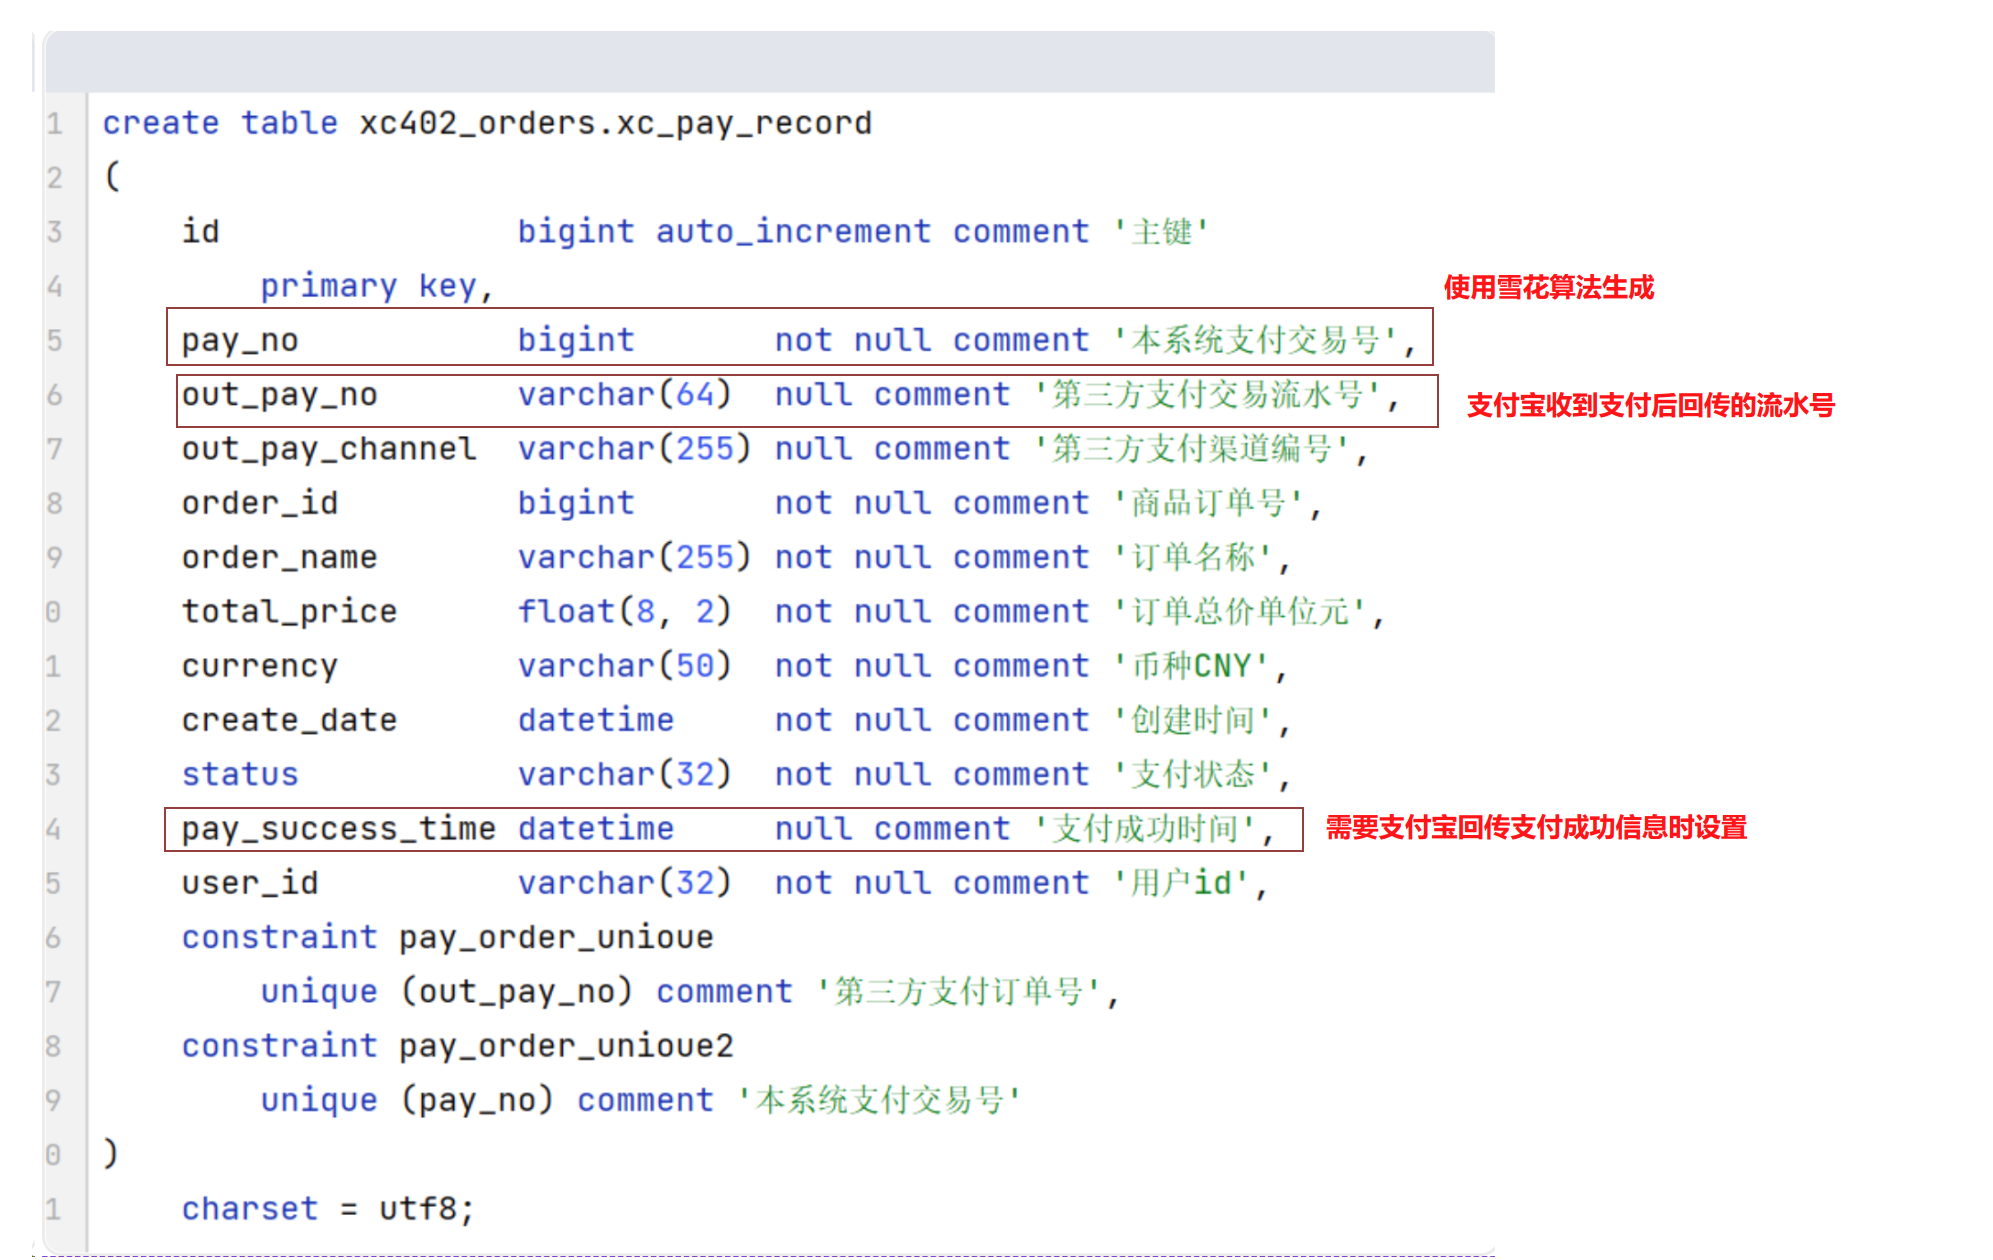 1 create table xc402_orders.xc_pay_record
2 (
3 id bigint auto_increment comment '主键'
4 primary key,
使用雪花算法生成
5 pay_no bigint not null comment '本系统支付交易号',
6 out_pay_no varchar(64) null comment '第三方支付交易流水号',
支付宝收到支付后回传的流水号
7 out_pay_channel varchar(255) null comment '第三方支付渠道编号',
8 order_id bigint not null comment '商品订单号',
9 order_name varchar(255) not null comment '订单名称',
0 total_price float(8, 2) not null comment '订单总价单位元',
1 currency varchar(50) not null comment '币种CNY',
2 create_date datetime not null comment '创建时间',
3 status varchar(32) not null comment '支付状态',
4 pay_success_time datetime null comment '支付成功时间', 需要支付宝回传支付成功信息时设置
5 user_id varchar(32) not null comment '用户id',
6 constraint pay_order_unioue
7 unique (out_pay_no) comment '第三方支付订单号',
8 constraint pay_order_unioue2
9 unique (pay_no) comment '本系统支付交易号'
0 )
1 charset = utf8;